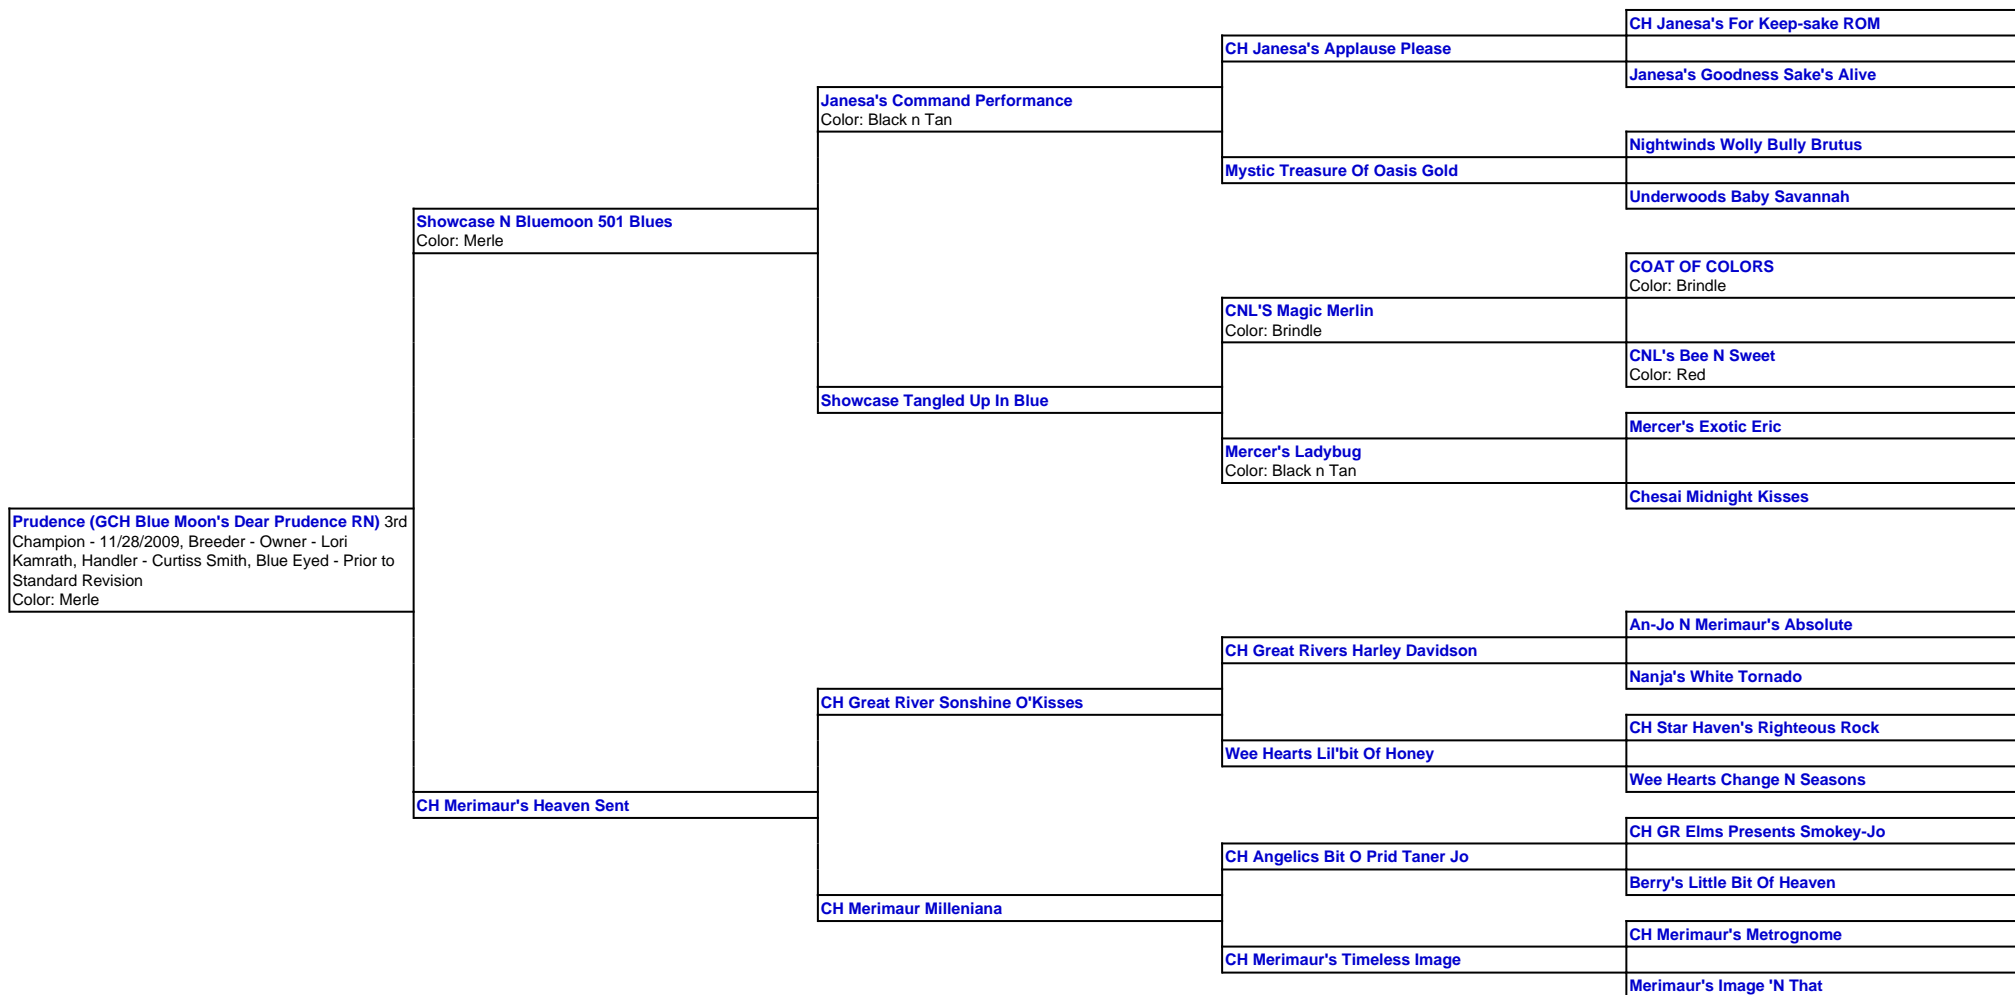 CH Janesa's For Keep-sake ROM
CH Janesa's Applause Please
Janesa's Goodness Sake's Alive
Janesa's Command Performance
Color: Black n Tan
Nightwinds Wolly Bully Brutus
Mystic Treasure Of Oasis Gold
Underwoods Baby Savannah
Showcase N Bluemoon 501 Blues
Color: Merle
COAT OF COLORS
Color: Brindle
CNL'S Magic Merlin
Color: Brindle
CNL's Bee N Sweet
Color: Red
Showcase Tangled Up In Blue
Mercer's Exotic Eric
Mercer's Ladybug
Color: Black n Tan
Chesai Midnight Kisses
Prudence (GCH Blue Moon's Dear Prudence RN) 3rd
Champion - 11/28/2009, Breeder - Owner - Lori
Kamrath, Handler - Curtiss Smith, Blue Eyed - Prior to
Standard Revision
Color: Merle
An-Jo N Merimaur's Absolute
CH Great Rivers Harley Davidson
Nanja's White Tornado
CH Great River Sonshine O'Kisses
CH Star Haven's Righteous Rock
Wee Hearts Lil'bit Of Honey
Wee Hearts Change N Seasons
CH Merimaur's Heaven Sent
CH GR Elms Presents Smokey-Jo
CH Angelics Bit O Prid Taner Jo
Berry's Little Bit Of Heaven
CH Merimaur Milleniana
CH Merimaur's Metrognome
CH Merimaur's Timeless Image
Merimaur's Image 'N That